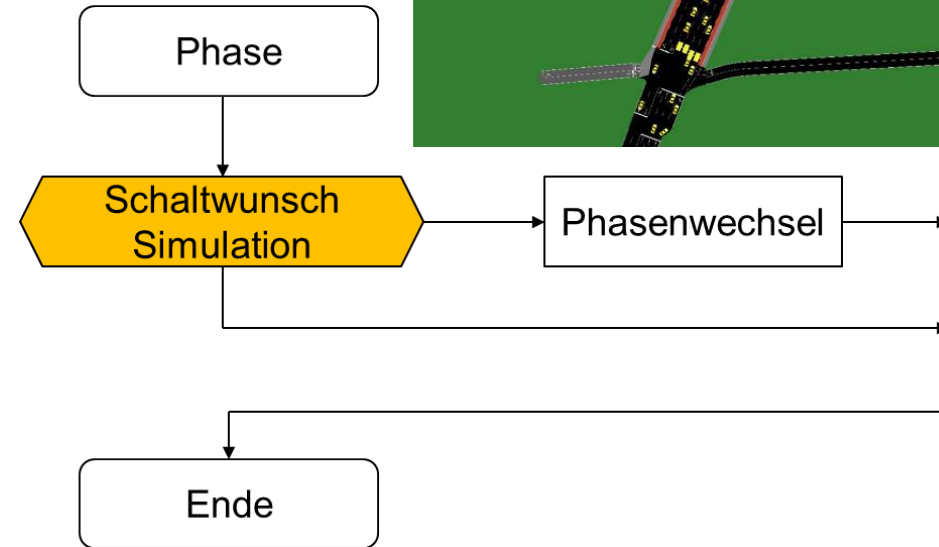 Phase
Schaltwunsch
Simulation
Phasenwechsel
Ende